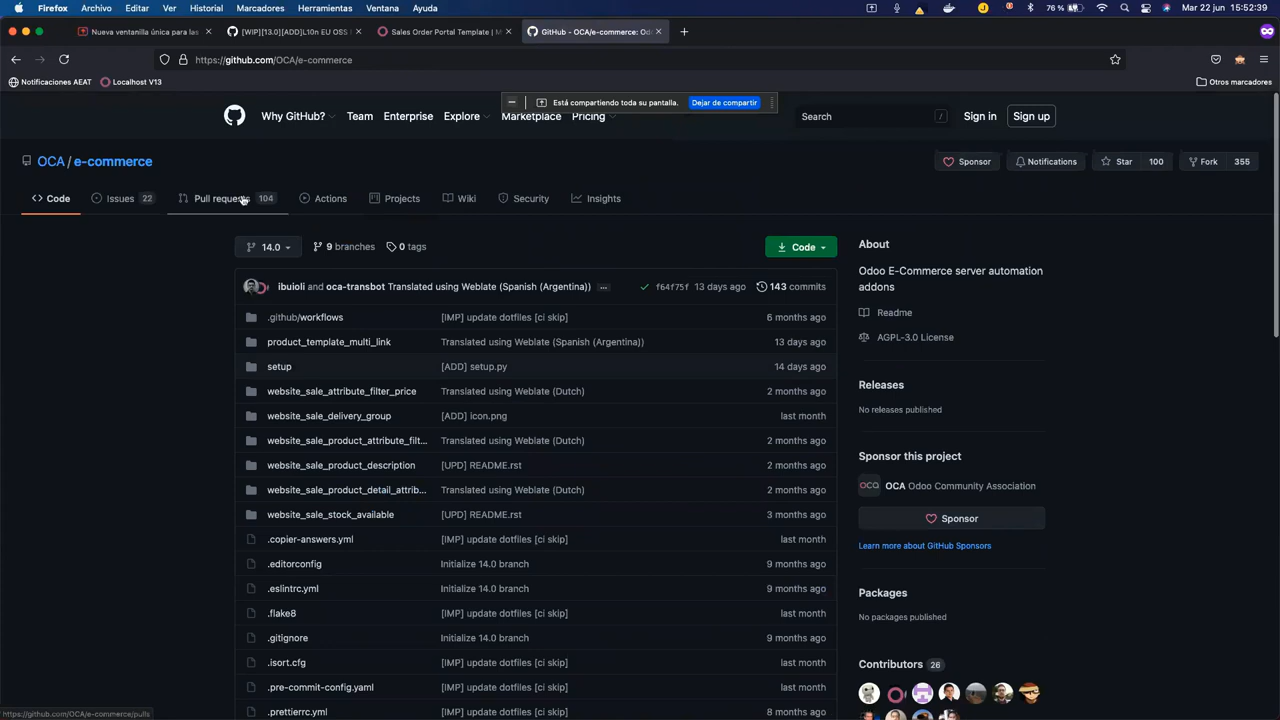 Firefox Archivo Editar Ver Historial Marcadores Herramientas Ventana Ayuda 76 % Mar 22 jun 15:52:39
Nueva ventanilla única para las [WIP][13.0][ADD]L10n EU OSS Sales Order Portal Template | M GitHub - OCA/e-commerce: Od
https://github.com/OCA/e-commerce
Notificaciones AEAT Localhost V13 Otros marcadores
Está compartiendo toda su pantalla. Dejar de compartir
Why GitHub? Team Enterprise Explore Marketplace Pricing Search / Sign in Sign up
OCA / e-commerce Sponsor Notifications Star 100 Fork 355
Code Issues 22 Pull requests 104 Actions Projects Wiki Security Insights
14.0 9 branches 0 tags Code About
Odoo E-Commerce server automation
addons
ibuioli and oca-transbot Translated using Weblate (Spanish (Argentina)) ... f64f75f 13 days ago 143 commits
.github/workflows [IMP] update dotfiles [ci skip] 6 months ago Readme
product_template_multi_link Translated using Weblate (Spanish (Argentina)) 13 days ago AGPL-3.0 License
setup [ADD] setup.py 14 days ago
website_sale_attribute_filter_price Translated using Weblate (Dutch) 2 months ago Releases
website_sale_delivery_group [ADD] icon.png last month No releases published
website_sale_product_attribute_filt... Translated using Weblate (Dutch) 2 months ago
website_sale_product_description [UPD] README.rst 2 months ago Sponsor this project
website_sale_product_detail_attrib... Translated using Weblate (Dutch) 2 months ago OCA OCA Odoo Community Association
website_sale_stock_available [UPD] README.rst 3 months ago Sponsor
.copier-answers.yml [IMP] update dotfiles [ci skip] last month Learn more about GitHub Sponsors
.editorconfig Initialize 14.0 branch 9 months ago
.eslintrc.yml Initialize 14.0 branch 9 months ago Packages
.flake8 [IMP] update dotfiles [ci skip] last month No packages published
.gitignore Initialize 14.0 branch 9 months ago
.isort.cfg [IMP] update dotfiles [ci skip] last month Contributors 26
.pre-commit-config.yaml [IMP] update dotfiles [ci skip] last month
.prettierrc.yml [IMP] update dotfiles [ci skip] 8 months ago
https://github.com/OCA/e-commerce/pulls